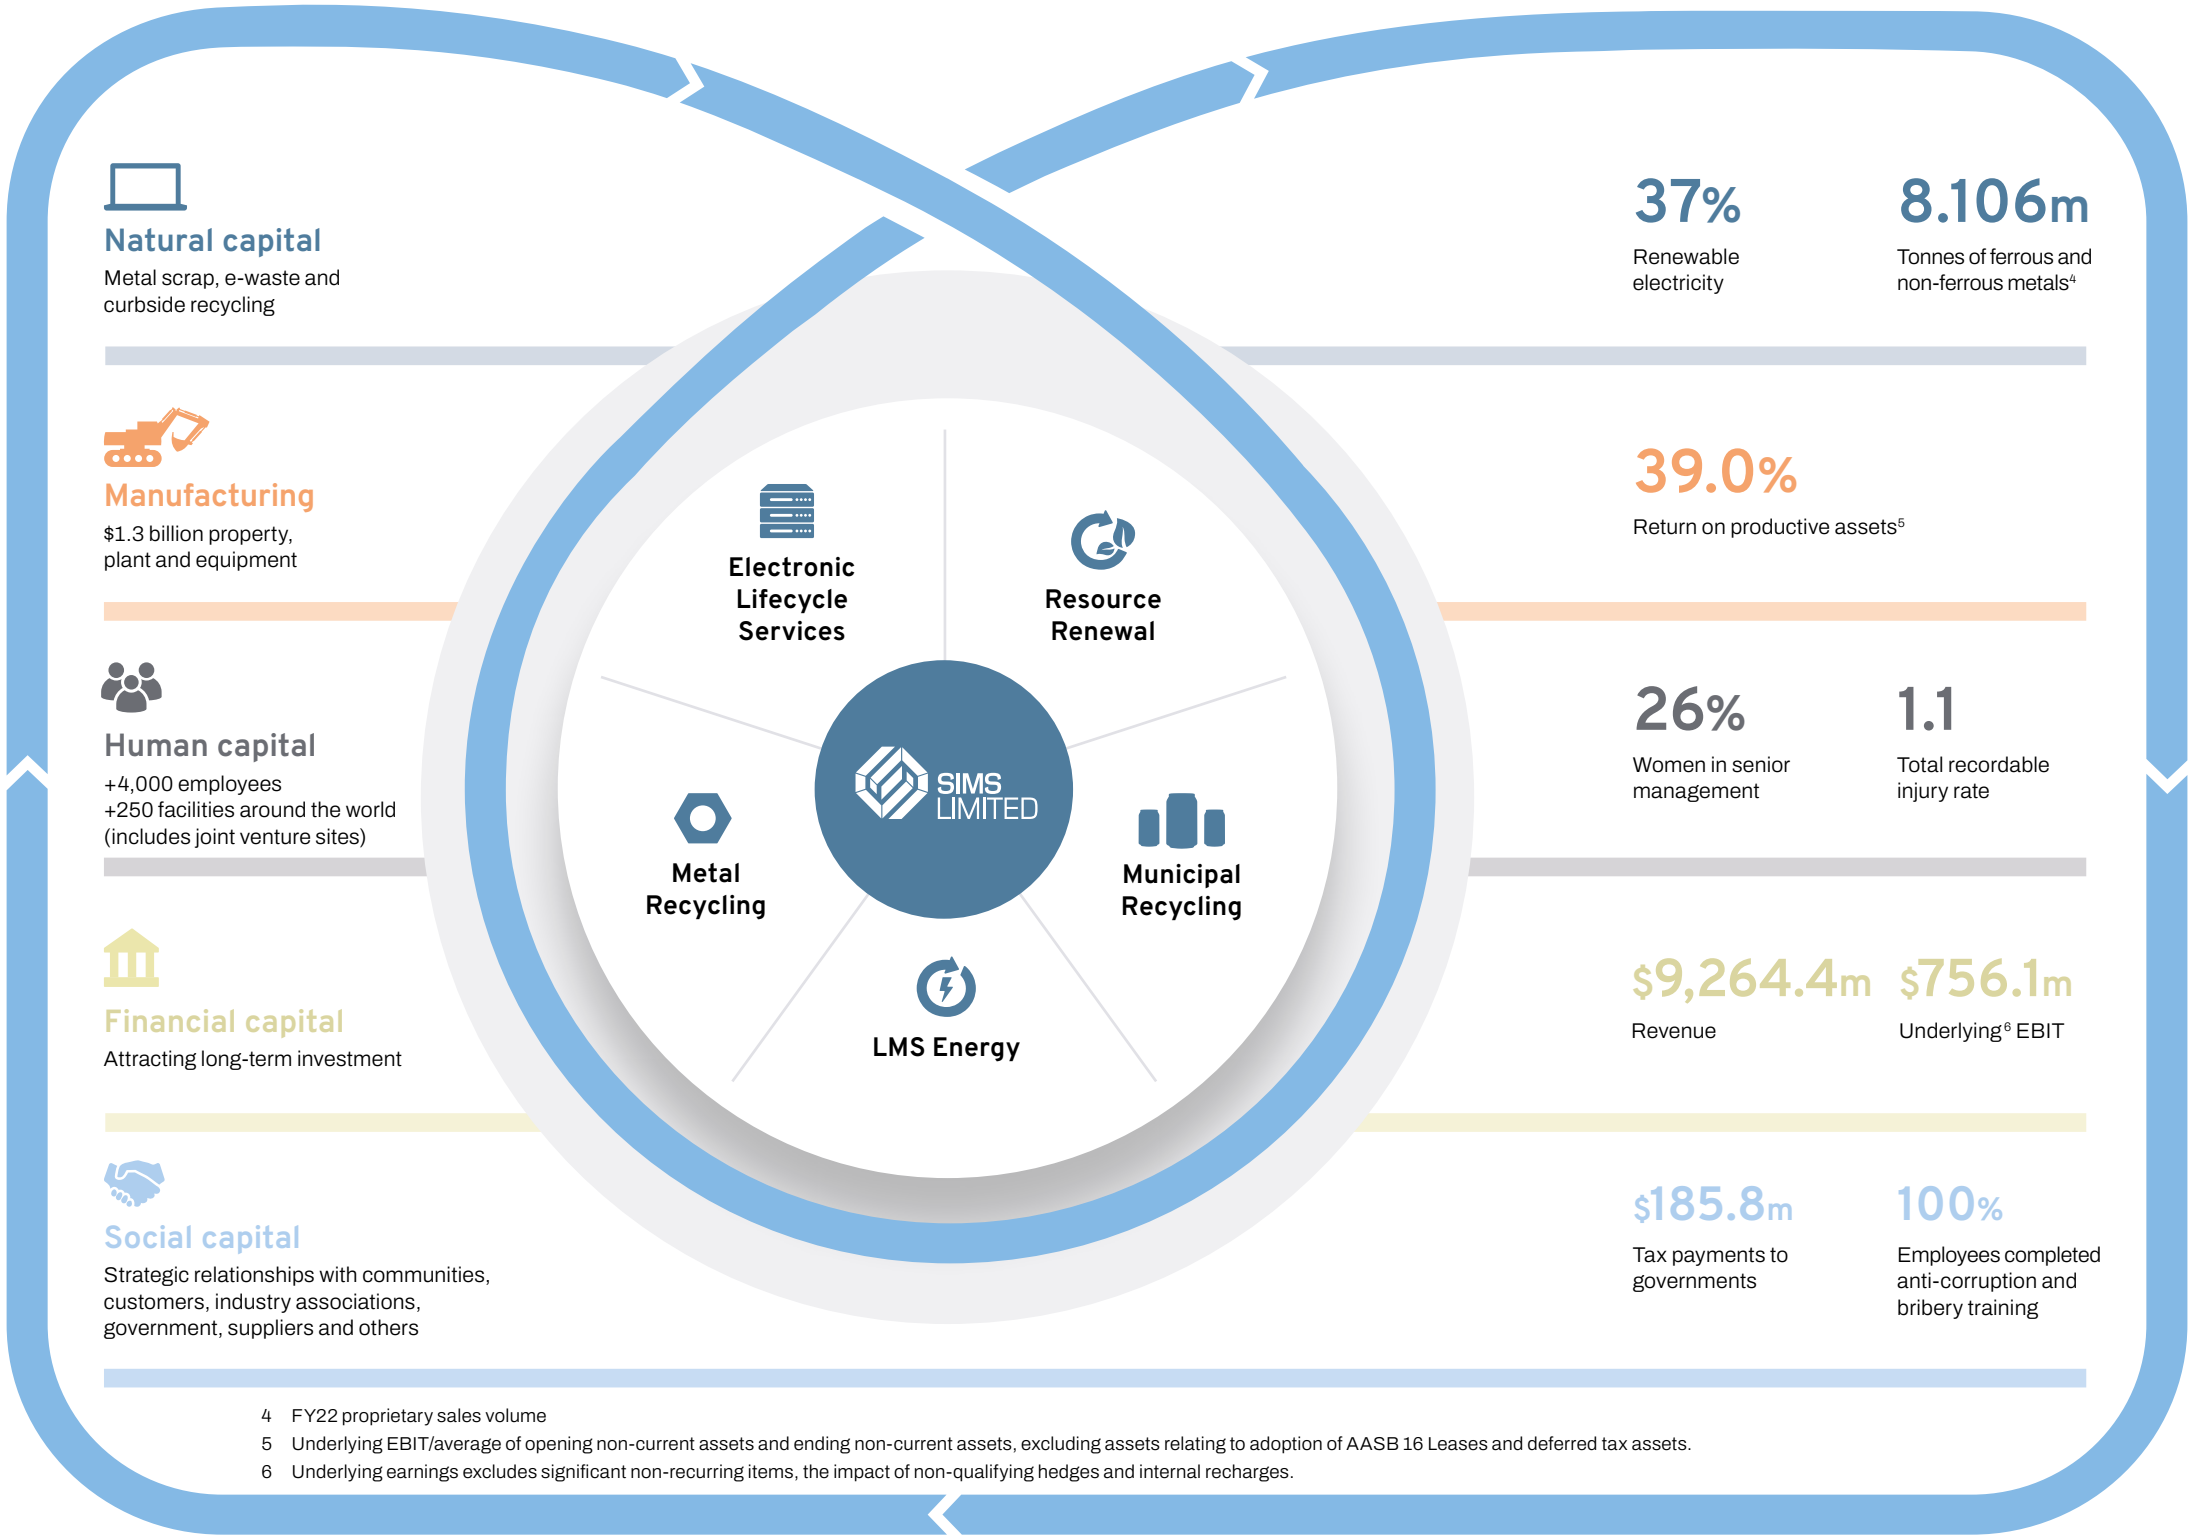 Natural capital
Metal scrap, e-waste and
curbside recycling
37%
Renewable
electricity
8.106m
Tonnes of ferrous and
non-ferrous metals⁴
Manufacturing
$1.3 billion property,
plant and equipment
39.0%
Return on productive assets⁵
Human capital
+4,000 employees
+250 facilities around the world
(includes joint venture sites)
26%
Women in senior
management
1.1
Total recordable
injury rate
Financial capital
Attracting long-term investment
$9,264.4m
Revenue
$756.1m
Underlying⁶ EBIT
Social capital
Strategic relationships with communities,
customers, industry associations,
government, suppliers and others
$185.8m
Tax payments to
governments
100%
Employees completed
anti-corruption and
bribery training
Electronic
Lifecycle
Services
Resource
Renewal
Metal
Recycling
SIMS
LIMITED
Municipal
Recycling
LMS Energy
4 FY22 proprietary sales volume
5 Underlying EBIT/average of opening non-current assets and ending non-current assets, excluding assets relating to adoption of AASB 16 Leases and deferred tax assets.
6 Underlying earnings excludes significant non-recurring items, the impact of non-qualifying hedges and internal recharges.